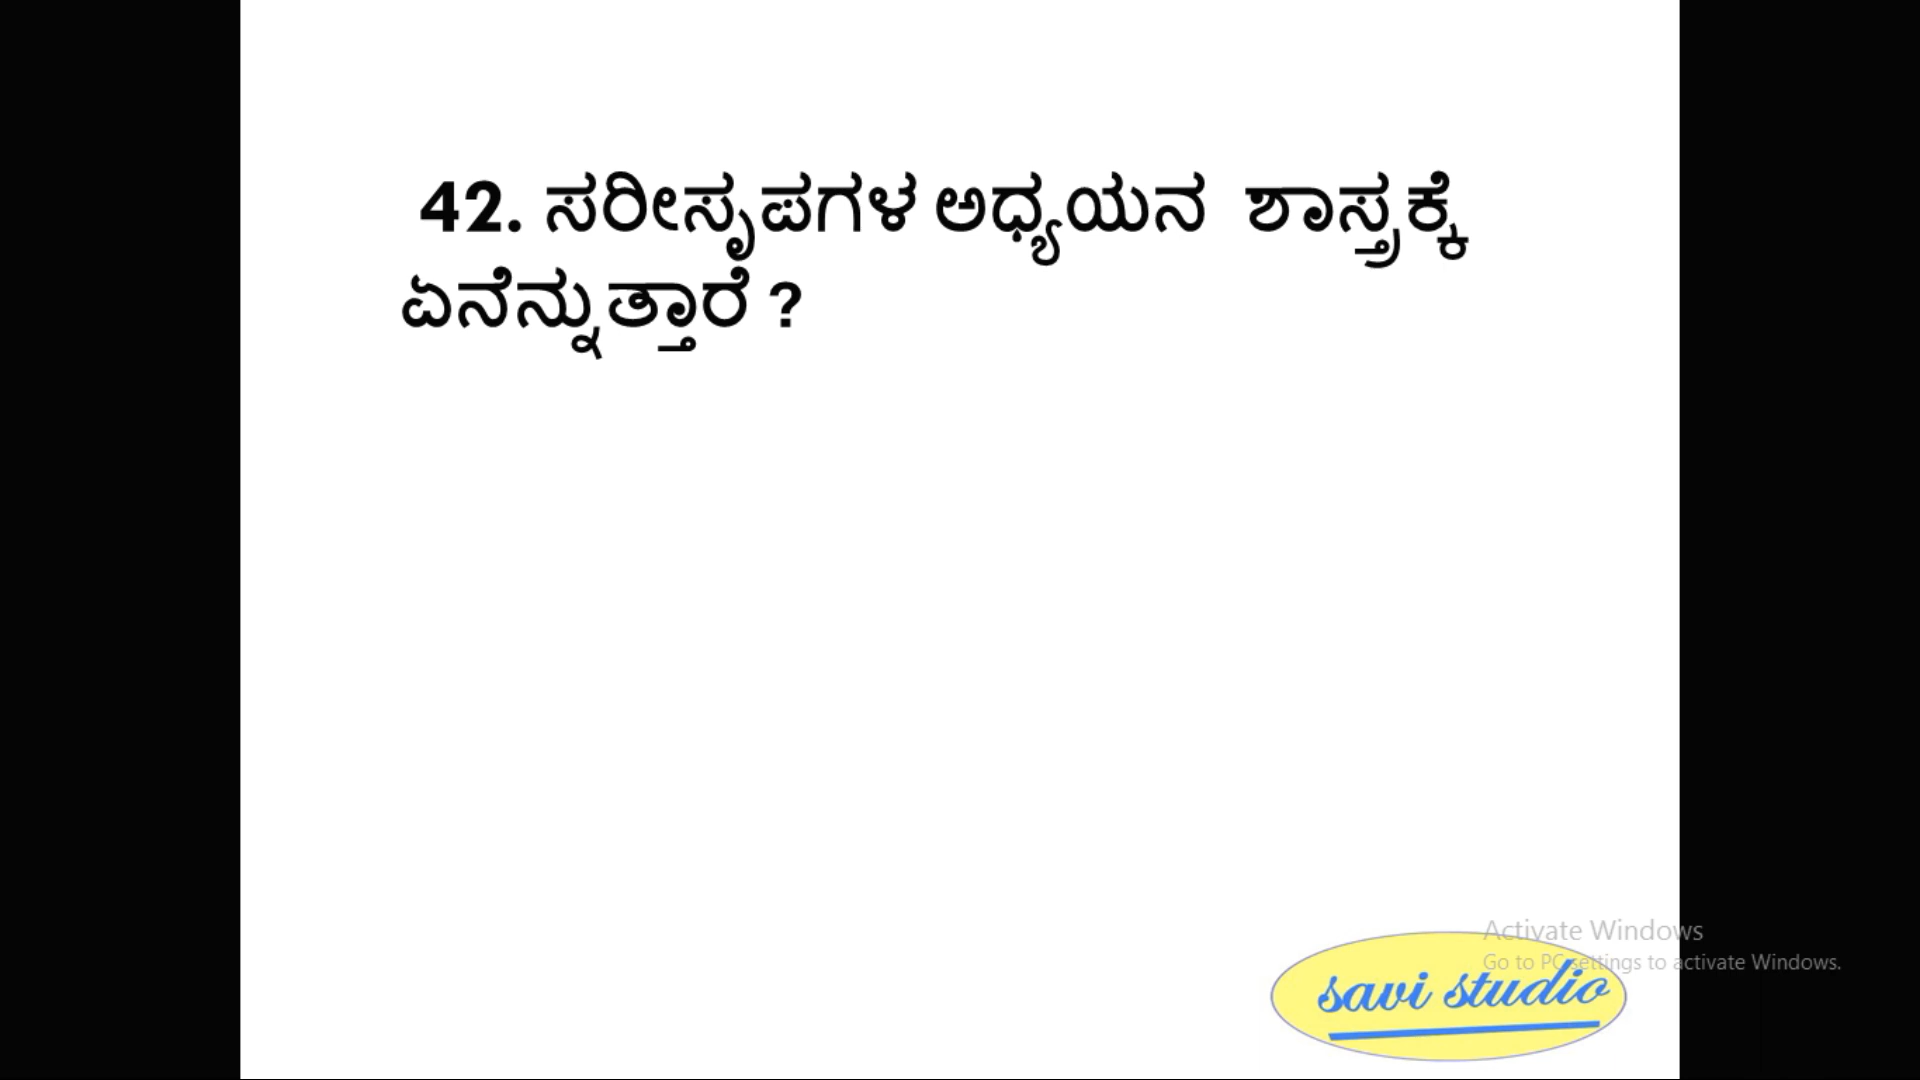 42. ಸರೀಸೃಪಗಳ ಅಧ್ಯಯನ ಶಾಸ್ತ್ರಕ್ಕೆ
ಏನೆನ್ನುತ್ತಾರೆ ?
Activate Windows
Go to PC settings to activate Windows.
savi studio